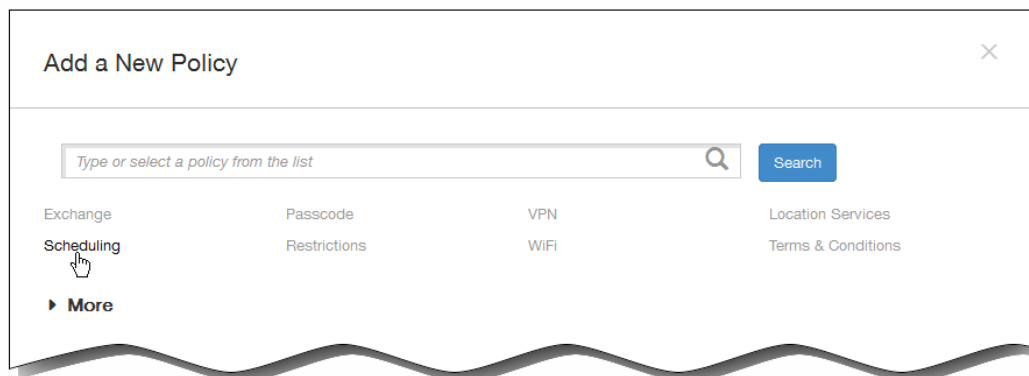 Add a New Policy
Type or select a policy from the list
Search
Exchange Passcode VPN Location Services
Scheduling Restrictions WiFi Terms & Conditions
More